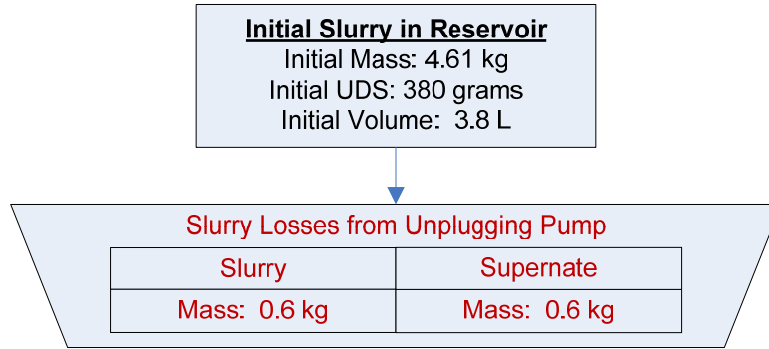 Initial Slurry in Reservoir
Initial Mass: 4.61 kg
Initial UDS: 380 grams
Initial Volume:  3.8 L
Slurry Losses from Unplugging Pump
Slurry Supernate
Mass:  0.6 kg Mass:  0.6 kg